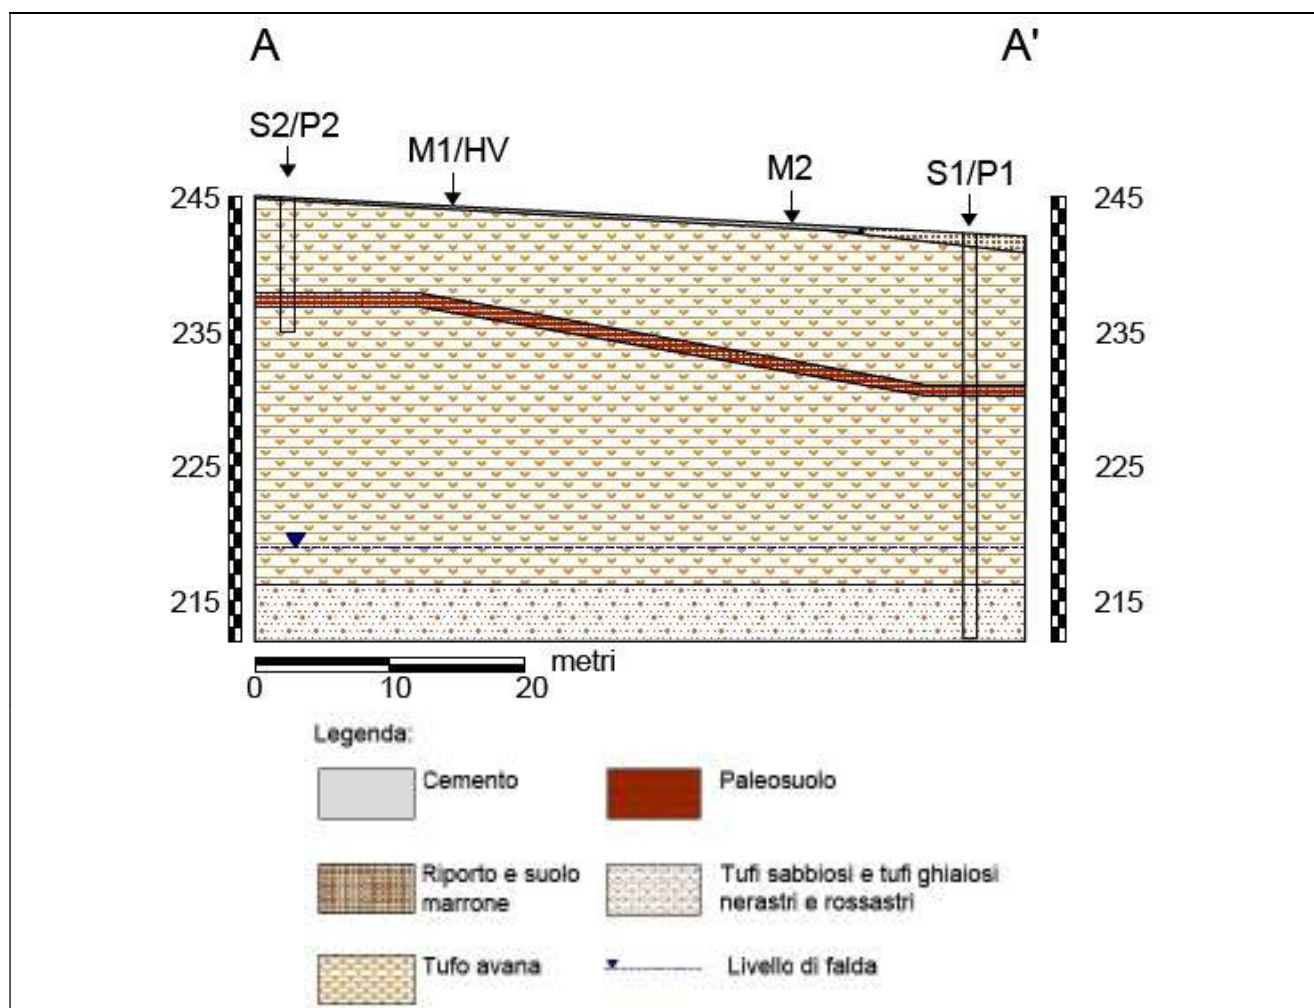 A A'
S2/P2 M1/HV M2 S1/P1
245 245
235 235
225 225
215 215
metri
0 10 20
Legenda:
Cemento Paleosuolo
Riporto e suolo
marrone
Tufi sabbiosi e tufi ghiaiosi
nerastri e rossastri
Tufo avana Livello di falda